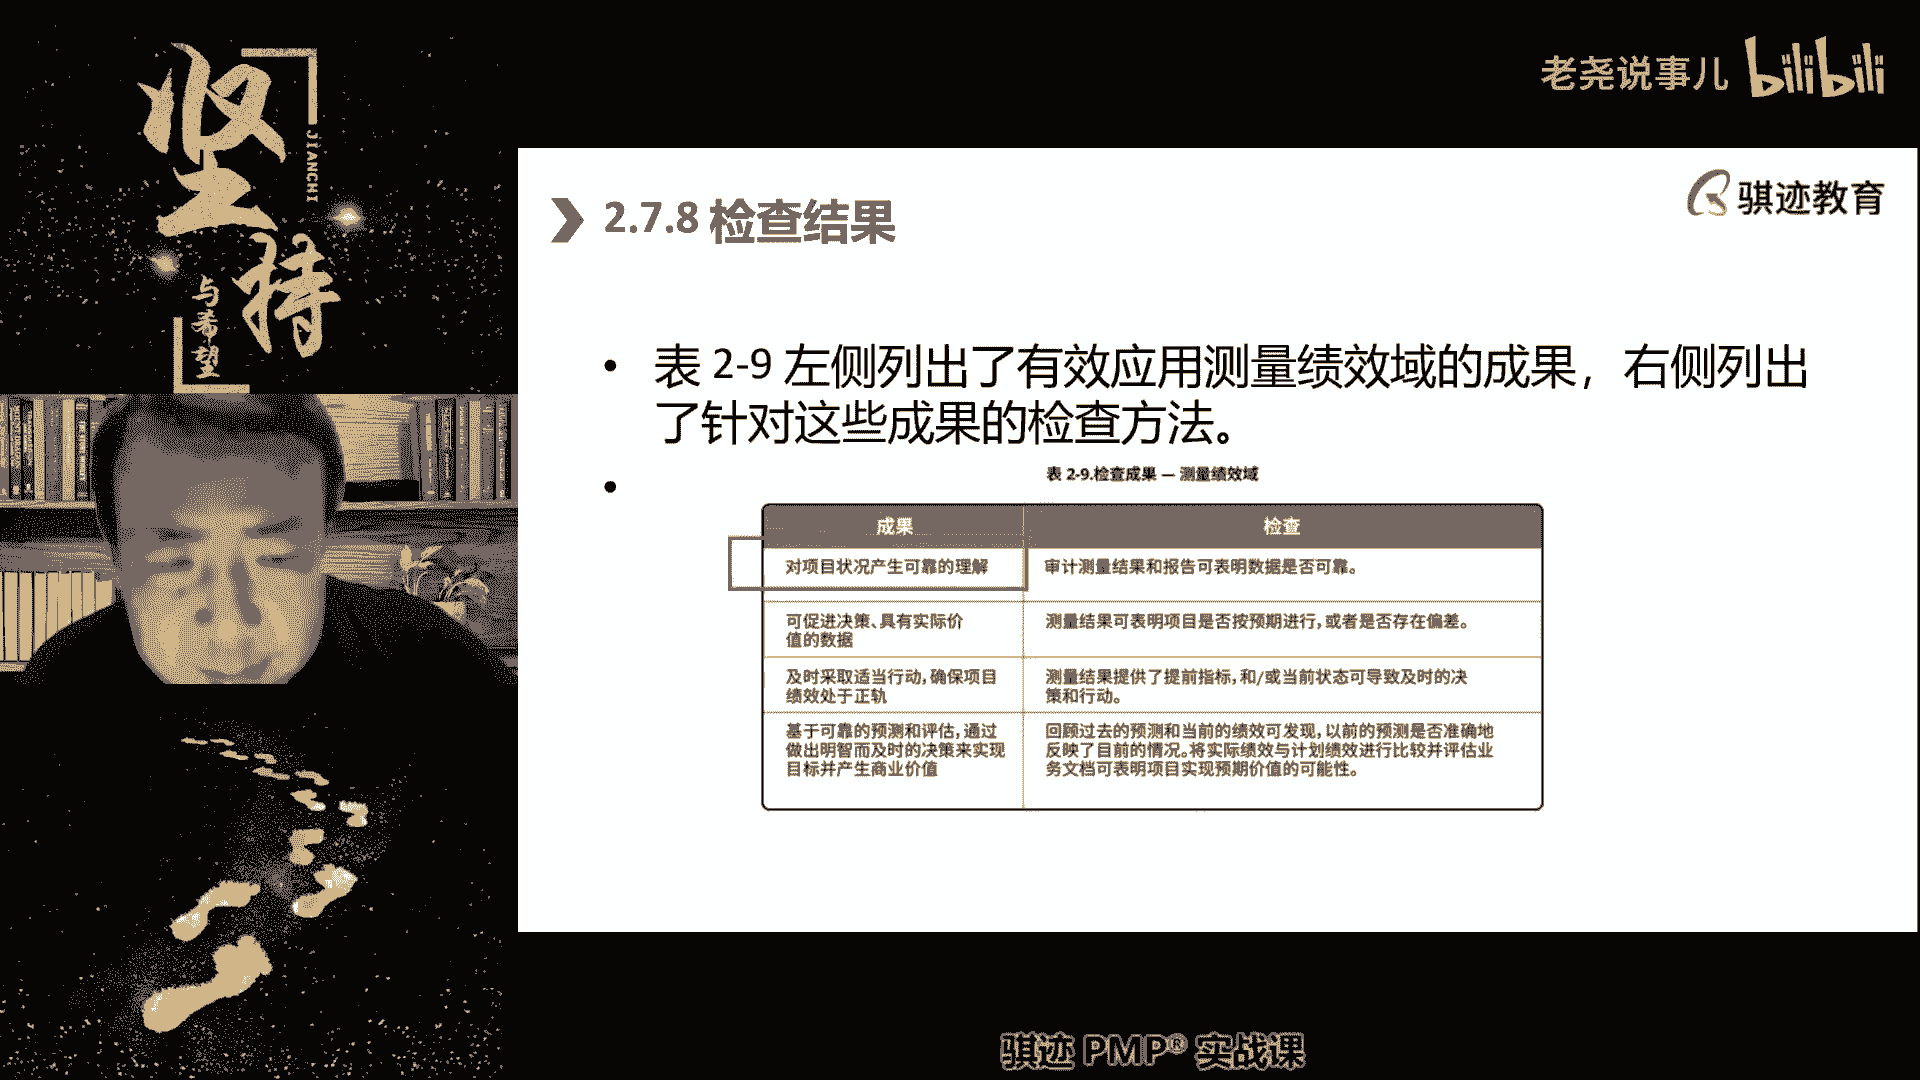 坚持
JIANCHI
与希望
老尧说事儿 bilibili
骐迹教育
2.7.8 检查结果
• 表 2-9 左侧列出了有效应用测量绩效域的成果，右侧列出
了针对这些成果的检查方法。
•
表 2-9.检查成果 — 测量绩效域
成果 检查
对项目状况产生可靠的理解
审计测量结果和报告可表明数据是否可靠。
可促进决策、具有实际价
值的数据
测量结果可表明项目是否按预期进行，或者是否存在偏差。
及时采取适当行动，确保项目
绩效处于正轨
测量结果提供了提前指标，和/或当前状态可导致及时的决
策和行动。
基于可靠的预测和评估，通过
做出明智而及时的决策来实现
目标并产生商业价值
回顾过去的预测和当前的绩效可发现，以前的预测是否准确地
反映了目前的情况。将实际绩效与计划绩效进行比较并评估业
务文档可表明项目实现预期价值的可能性。
骐迹 PMP® 实战课